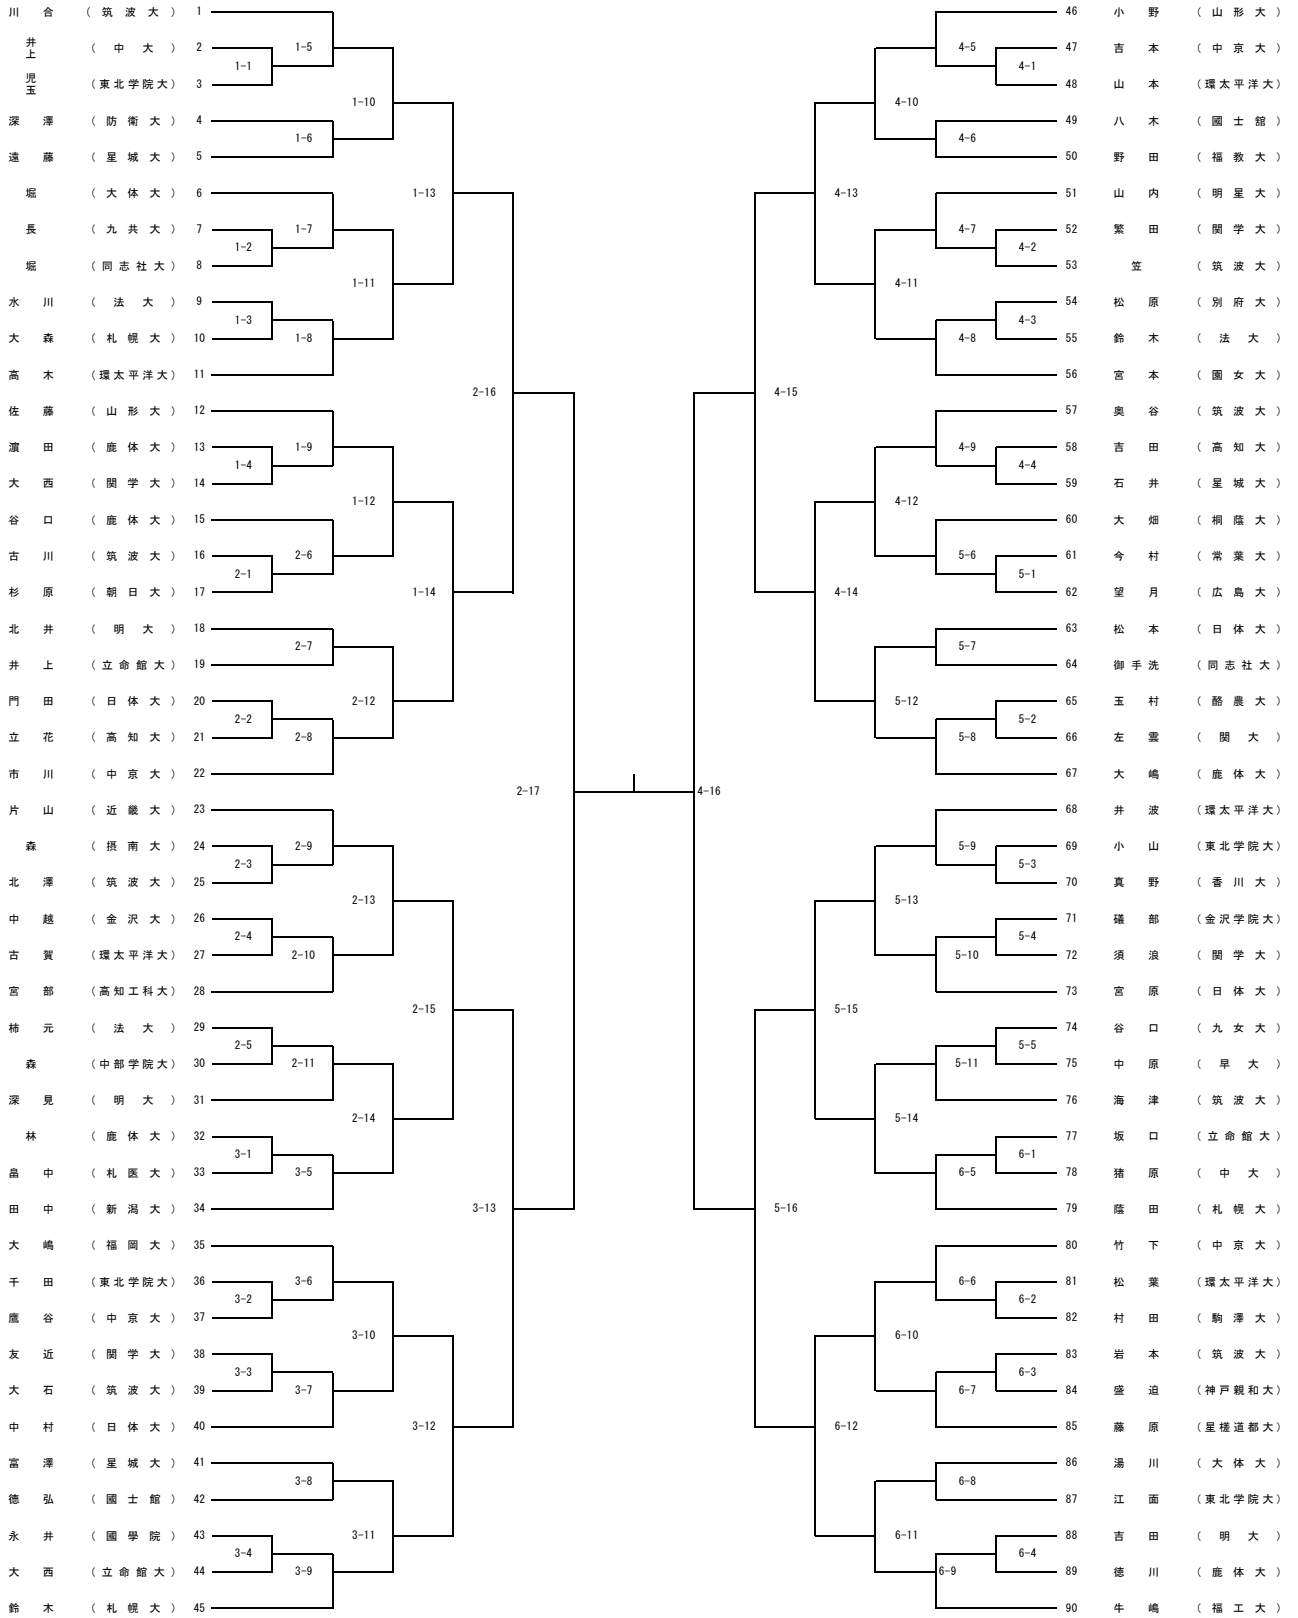 川合 (筑波大) 1
井上 (中大) 2
1-1
1-5
児玉 (東北学院大) 3
1-10
深澤 (防衛大) 4
1-6
遠藤 (星城大) 5
1-13
堀 (大体大) 6
長 (九共大) 7
1-2
1-7
堀 (同志社大) 8
1-11
水川 (法大) 9
1-3
大森 (札幌大) 10
1-8
高木 (環太平洋大) 11
2-16
佐藤 (山形大) 12
濵田 (鹿体大) 13
1-4
1-9
大西 (関学大) 14
1-12
谷口 (鹿体大) 15
古川 (筑波大) 16
2-1
2-6
杉原 (朝日大) 17
1-14
北井 (明大) 18
2-7
井上 (立命館大) 19
門田 (日体大) 20
2-12
2-2
立花 (高知大) 21
2-8
市川 (中京大) 22
2-17
片山 (近畿大) 23
森 (摂南大) 24
2-3
2-9
北澤 (筑波大) 25
2-13
中越 (金沢大) 26
2-4
古賀 (環太平洋大) 27
2-10
宮部 (高知工科大) 28
2-15
柿元 (法大) 29
2-5
森 (中部学院大) 30
2-11
深見 (明大) 31
2-14
林 (鹿体大) 32
3-1
畠中 (札医大) 33
3-5
田中 (新潟大) 34
3-13
大嶋 (福岡大) 35
千田 (東北学院大) 36
3-2
3-6
鷹谷 (中京大) 37
3-10
友近 (関学大) 38
3-3
大石 (筑波大) 39
3-7
中村 (日体大) 40
3-12
富澤 (星城大) 41
3-8
徳弘 (國士舘) 42
永井 (國學院) 43
3-11
3-4
大西 (立命館大) 44
3-9
鈴木 (札幌大) 45
46 小野 (山形大)
47 吉本 (中京大)
4-5
4-1
48 山本 (環太平洋大)
4-10
49 八木 (國士舘)
4-6
50 野田 (福教大)
4-13
51 山内 (明星大)
52 繁田 (関学大)
4-7
4-2
53 笠 (筑波大)
4-11
54 松原 (別府大)
4-3
55 鈴木 (法大)
4-8
56 宮本 (園女大)
4-15
57 奥谷 (筑波大)
58 吉田 (高知大)
4-9
4-4
59 石井 (星城大)
4-12
60 大畑 (桐蔭大)
61 今村 (常葉大)
5-6
5-1
62 望月 (広島大)
4-14
63 松本 (日体大)
5-7
64 御手洗 (同志社大)
65 玉村 (酪農大)
5-12
5-2
66 左雲 (関大)
5-8
67 大嶋 (鹿体大)
4-16
68 井波 (環太平洋大)
69 小山 (東北学院大)
5-9
5-3
70 真野 (香川大)
5-13
71 礒部 (金沢学院大)
5-4
72 須浪 (関学大)
5-10
73 宮原 (日体大)
5-15
74 谷口 (九女大)
5-5
75 中原 (早大)
5-11
76 海津 (筑波大)
5-14
77 坂口 (立命館大)
6-1
78 猪原 (中大)
6-5
79 蔭田 (札幌大)
5-16
80 竹下 (中京大)
81 松葉 (環太平洋大)
6-6
6-2
82 村田 (駒澤大)
6-10
83 岩本 (筑波大)
6-3
84 盛迫 (神戸親和大)
6-7
85 藤原 (星槎道都大)
6-12
86 湯川 (大体大)
6-8
87 江面 (東北学院大)
88 吉田 (明大)
6-11
6-4
89 徳川 (鹿体大)
6-9
90 牛嶋 (福工大)